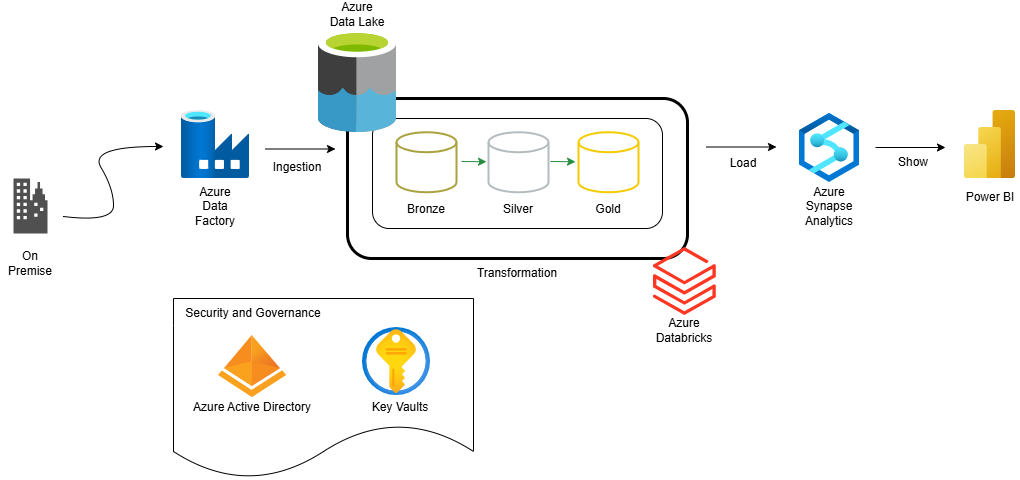 Azure
Data Lake
Azure
Data
Factory
Ingestion
Bronze
Silver
Gold
Load
Show
Azure
Synapse
Analytics
Power BI
On
Premise
Transformation
Azure
Databricks
Security and Governance
Azure Active Directory
Key Vaults